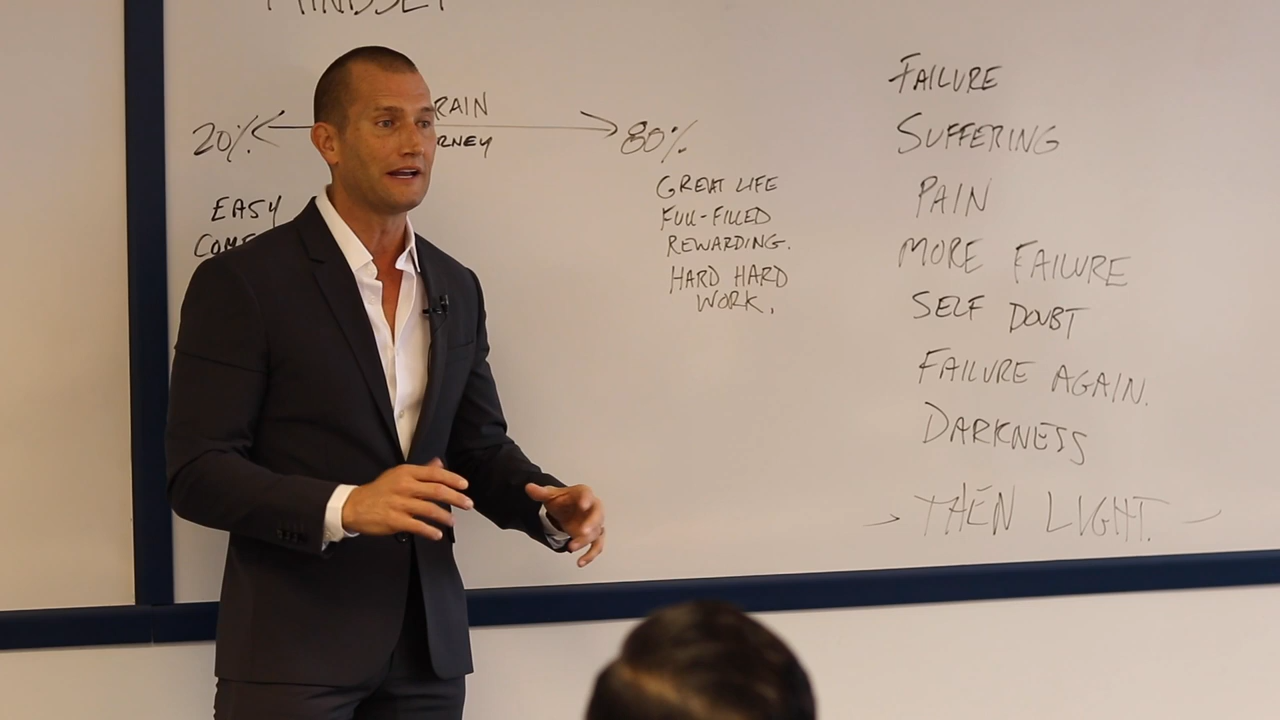 MINDSET
20%
80%
EASY
GREAT LIFE
FULL-FILLED
REWARDING.
HARD HARD
WORK.
FAILURE
SUFFERING
PAIN
MORE FAILURE
SELF DOUBT
FAILURE AGAIN.
DARKNESS
→ THEN LIGHT. —